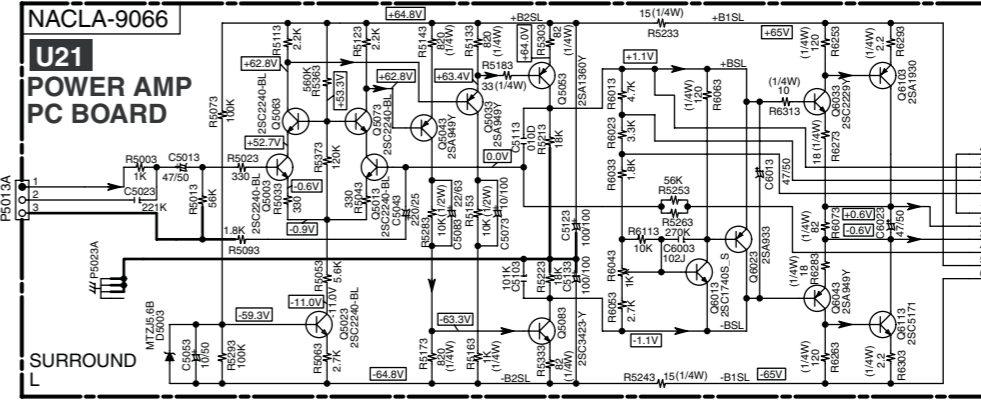 NACLA-9066
U21
POWER AMP
PC BOARD
SURROUND
L
P5013A
1
2
3
P5023A
R5003
1K
C5013
47/50
C5023
221K
R5013
56K
R5023
330
R5093
1.8K
R5073
100K
R5113
2.2K
+62.8V
Q5063
2SC2240-BL
+52.7V
Q5003
2SC2240-BL
-0.6V
330
R5033
-0.9V
560K
R5363
+53.3V
R5373
120K
R5123
2.2K
Q5073
2SC2240-BL
+62.8V
330
R5043
Q5013
2SC2240-BL
C5043
220/25
+64.8V
R5143
820
(1/4W)
R5133
820
(1/4W)
+63.4V
Q5043
2SA949Y
Q5033
2SA949Y
R5183
33 (1/4W)
R5283
10K (1/2W)
C5083
22/63
R5153
10K (1/2W)
C5073
10/100
0.0V
+B2SL
+64.0V
R5303
82
(1/4W)
Q5053
2SA1360Y
C5113
010D
R5213
18K
C5123
100/100
101K
C5103
R5223
18K
C5133
100/100
Q5083
2SC3423-Y
R5333
82
(1/4W)
-B2SL
-63.3V
R5173
820
(1/4W)
R5163
1K
(1/4W)
-64.8V
MTZJ5.6B
D5003
C5053
10/50
R5293
100K
-59.3V
R5053
5.6K
-11.0V
-11.0V
Q5023
2SC2240-BL
R5063
2.7K
15 (1/4W)
R5233
+B1SL
+65V
+1.1V
+BSL
R6013
4.7K
R6023
3.3K
R6033
1.8K
(1/4W)
120
R6063
56K
R5253
R5263
270K
R6113
10K
C6003
102J
R6043
1K
R6053
2.7K
Q6013
2SC1740S_S
Q6023
2SA933
C6013
47/50
-1.1V
-BSL
R5243
15(1/4W)
-B1SL
-65V
(1/4W)
10
R6313
(1/4W)
120
R6253
Q6033
2SC2229Y
(1/4W)
2.2
R6293
Q6103
2SA1930
18 (1/4W)
R6273
(1/4W)
82
R6073
+0.6V
-0.6V
C6023
47/50
(1/4W)
18
R6283
Q6043
2SA949Y
Q6113
2SC5171
(1/4W)
120
R6263
(1/4W)
2.2
R6303